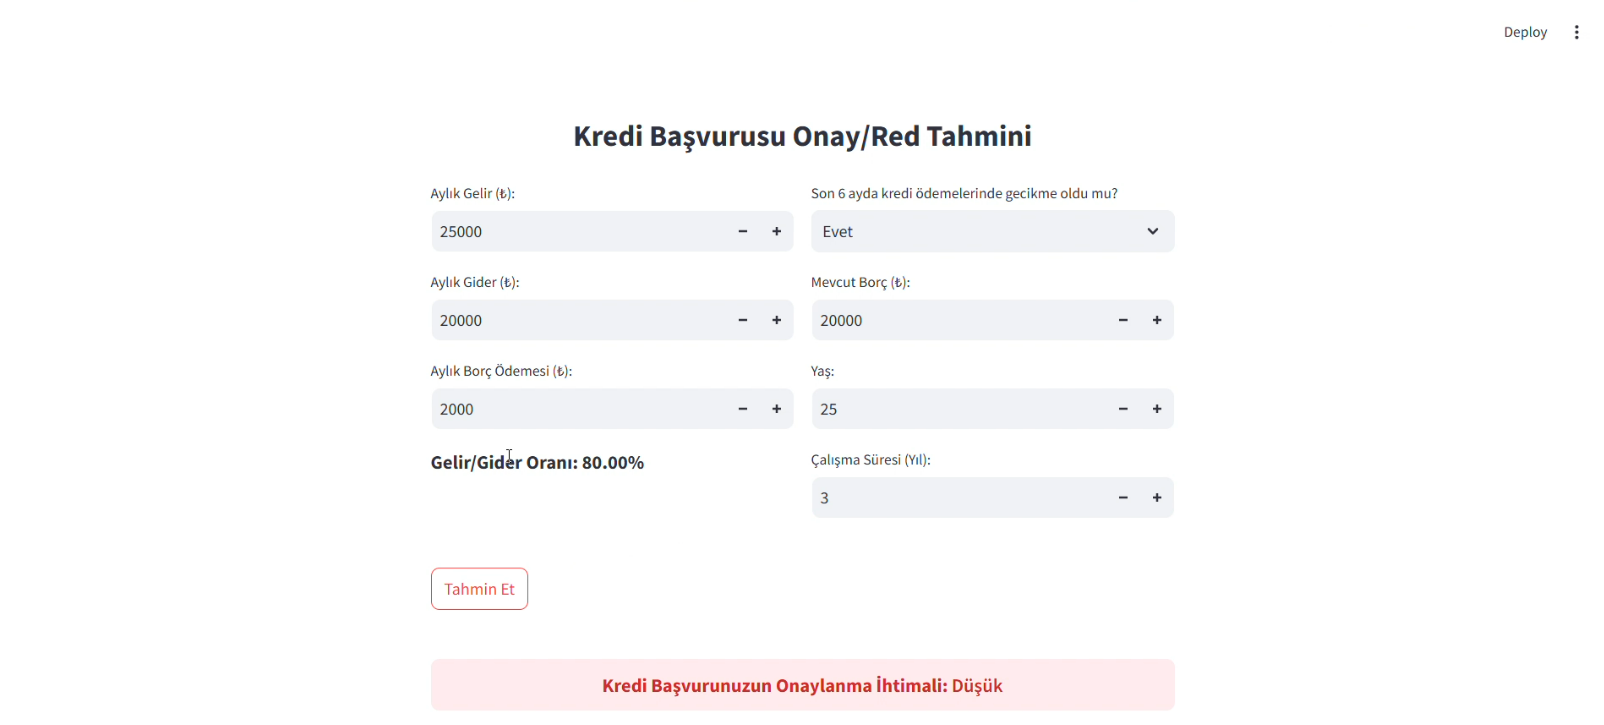 Deploy
Kredi Başvurusu Onay/Red Tahmini
Aylık Gelir (₺):
25000
Aylık Gider (₺):
20000
Aylık Borç Ödemesi (₺):
2000
Gelir/Gider Oranı: 80.00%
Son 6 ayda kredi ödemelerinde gecikme oldu mu?
Evet
Mevcut Borç (₺):
20000
Yaş:
25
Çalışma Süresi (Yıl):
3
Tahmin Et
Kredi Başvurunuzun Onaylanma İhtimali: Düşük